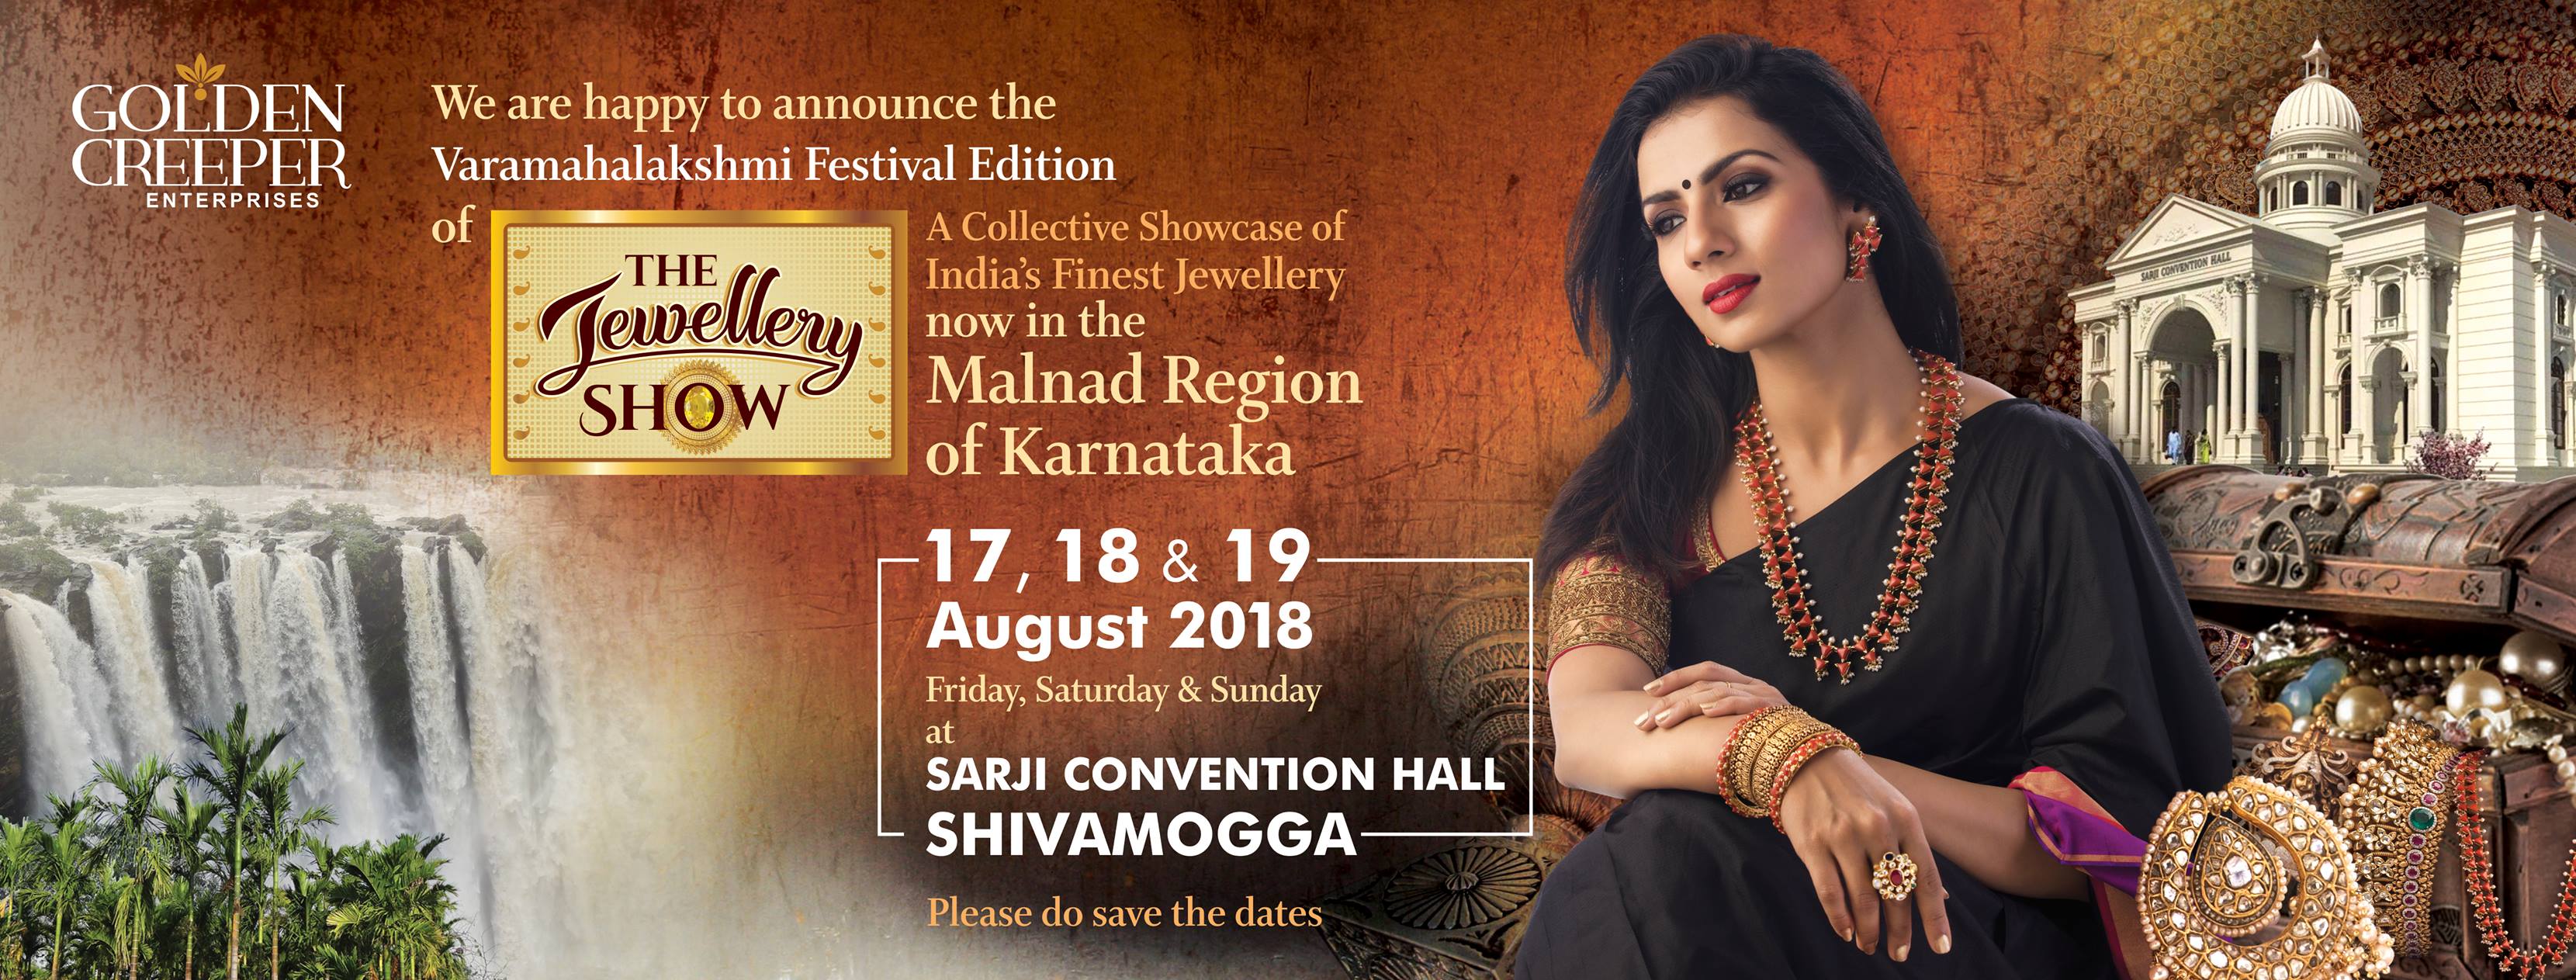 GOLDEN
CREEPER
ENTERPRISES
We are happy to announce the
Varamahalakshmi Festival Edition
of
THE
Jewellery
SHOW
A Collective Showcase of
India's Finest Jewellery
now in the
Malnad Region
of Karnataka
17, 18 & 19
August 2018
Friday, Saturday & Sunday
at
SARJI CONVENTION HALL
SHIVAMOGGA
Please do save the dates
SARJI CONVENTION HALL